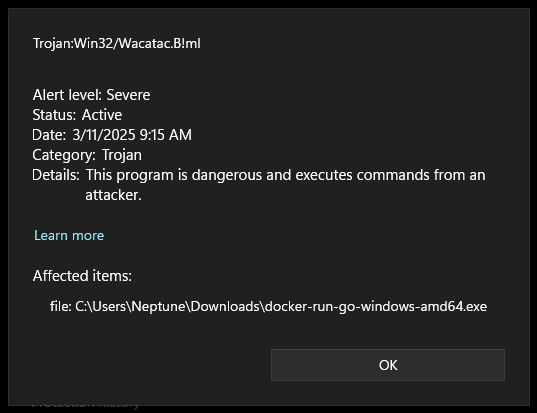 Trojan:Win32/Wacatac.B!ml
Alert level: Severe
Status: Active
Date: 3/11/2025 9:15 AM
Category: Trojan
Details: This program is dangerous and executes commands from an
attacker.
Learn more
Affected items:
file: C:\Users\Neptune\Downloads\docker-run-go-windows-amd64.exe
OK
Protection history